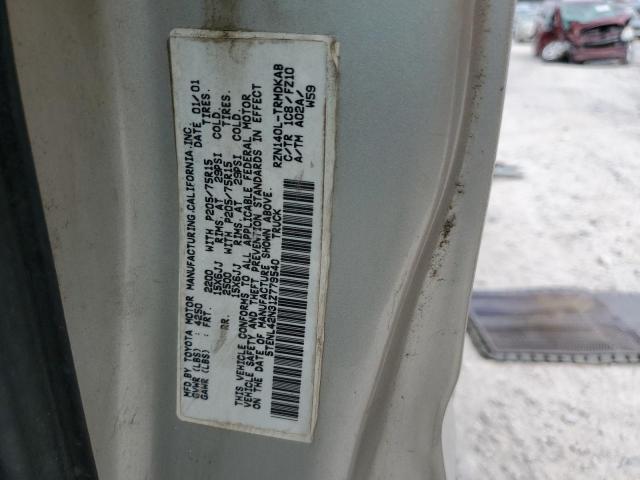 MFD BY: TOYOTA MOTOR MANUFACTURING, CALIFORNIA, INC.
GVWR (LBS) : 4250 DATE 01/01
GAWR (LBS) : FRT 2200 WITH P205/75R15 TIRES.
15X6JJ RIMS. AT 29PSI COLD.
RR. 2500 WITH P205/75R15 TIRES.
15X6JJ RIMS. AT 29PSI COLD.
THIS VEHICLE CONFORMS TO ALL APPLICABLE FEDERAL MOTOR
VEHICLE SAFETY AND THEFT PREVENTION STANDARDS IN EFFECT
ON THE DATE OF MANUFACTURE SHOWN ABOVE.
5TENL42N31Z779540 TRUCK
RZN140L-TRMDKAB
C/TR 1C8/FZ10
A/TM A02A/
W59